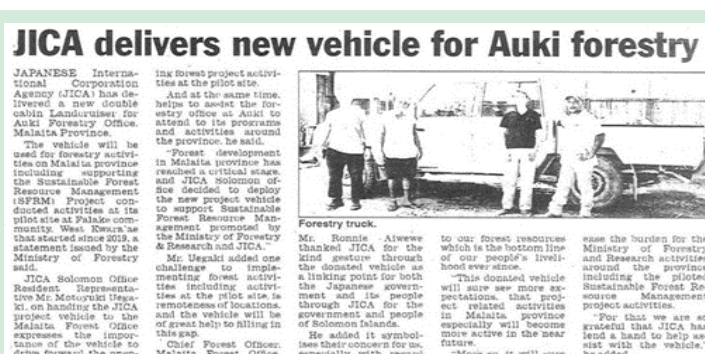 JICA delivers new vehicle for Auki forestry
JAPANESE Interna-
tional Corporation
Agency (JICA) has de-
livered a new double
cabin Landcruiser for
Auki Forestry Office,
Malaita Province.
The vehicle will be
used for forestry activi-
ties on Malaita province
including supporting
the Sustainable Forest
Resource Management
(SFRM) Project con-
ducted activities at its
pilot site at Falake com-
munity, West Kwara'ae
that started since 2019, a
statement issued by the
Ministry of Forestry
said.
JICA Solomon Office
Resident Representa-
tive Mr. Motoyuki Uega-
ki, on handing the JICA
project vehicle to the
Malaita Forest Office
expresses the impor-
tance of the vehicle to
drive forward the
ing forest project activi-
ties at the pilot site.
And at the same time,
helps to assist the for-
estry office at Auki to
attend to its programs
and activities around
the province, he said.
"Forest development
in Malaita province has
reached a critical stage,
and JICA Solomon of-
fice decided to deploy
the new project vehicle
to support Sustainable
Forest Resource Man-
agement promoted by
the Ministry of Forestry
& Research and JICA."
Mr. Uegaki added one
challenge to imple-
menting forest activi-
ties including activi-
ties at the pilot site, is
remoteness of locations,
and the vehicle will be
of great help to filling in
this gap.
Chief Forest Officer,
Malaita Forest Office,
Forestry truck.
Mr. Ronnie Aiwewe
thanked JICA for the
kind gesture through
the donated vehicle as
a linking point for both
the Japanese govern-
ment and its people
through JICA for the
government and people
of Solomon Islands.
He added it symbol-
ises their concern for us,
especially with regard
to our forest resources
which is the bottom line
of our people's liveli-
hood ever since.
"This donated vehicle
will sure see more ex-
pectations, that proj-
ect related activities
in Malaita province
especially will become
more active in the near
future.
ease the burden for the
Ministry of Forestry
and Research activities
around the province
including the piloted
Sustainable Forest Re-
source Management
project activities.
"For that we are so
grateful that JICA has
lend a hand to help as-
sist with the vehicle,"
he added.